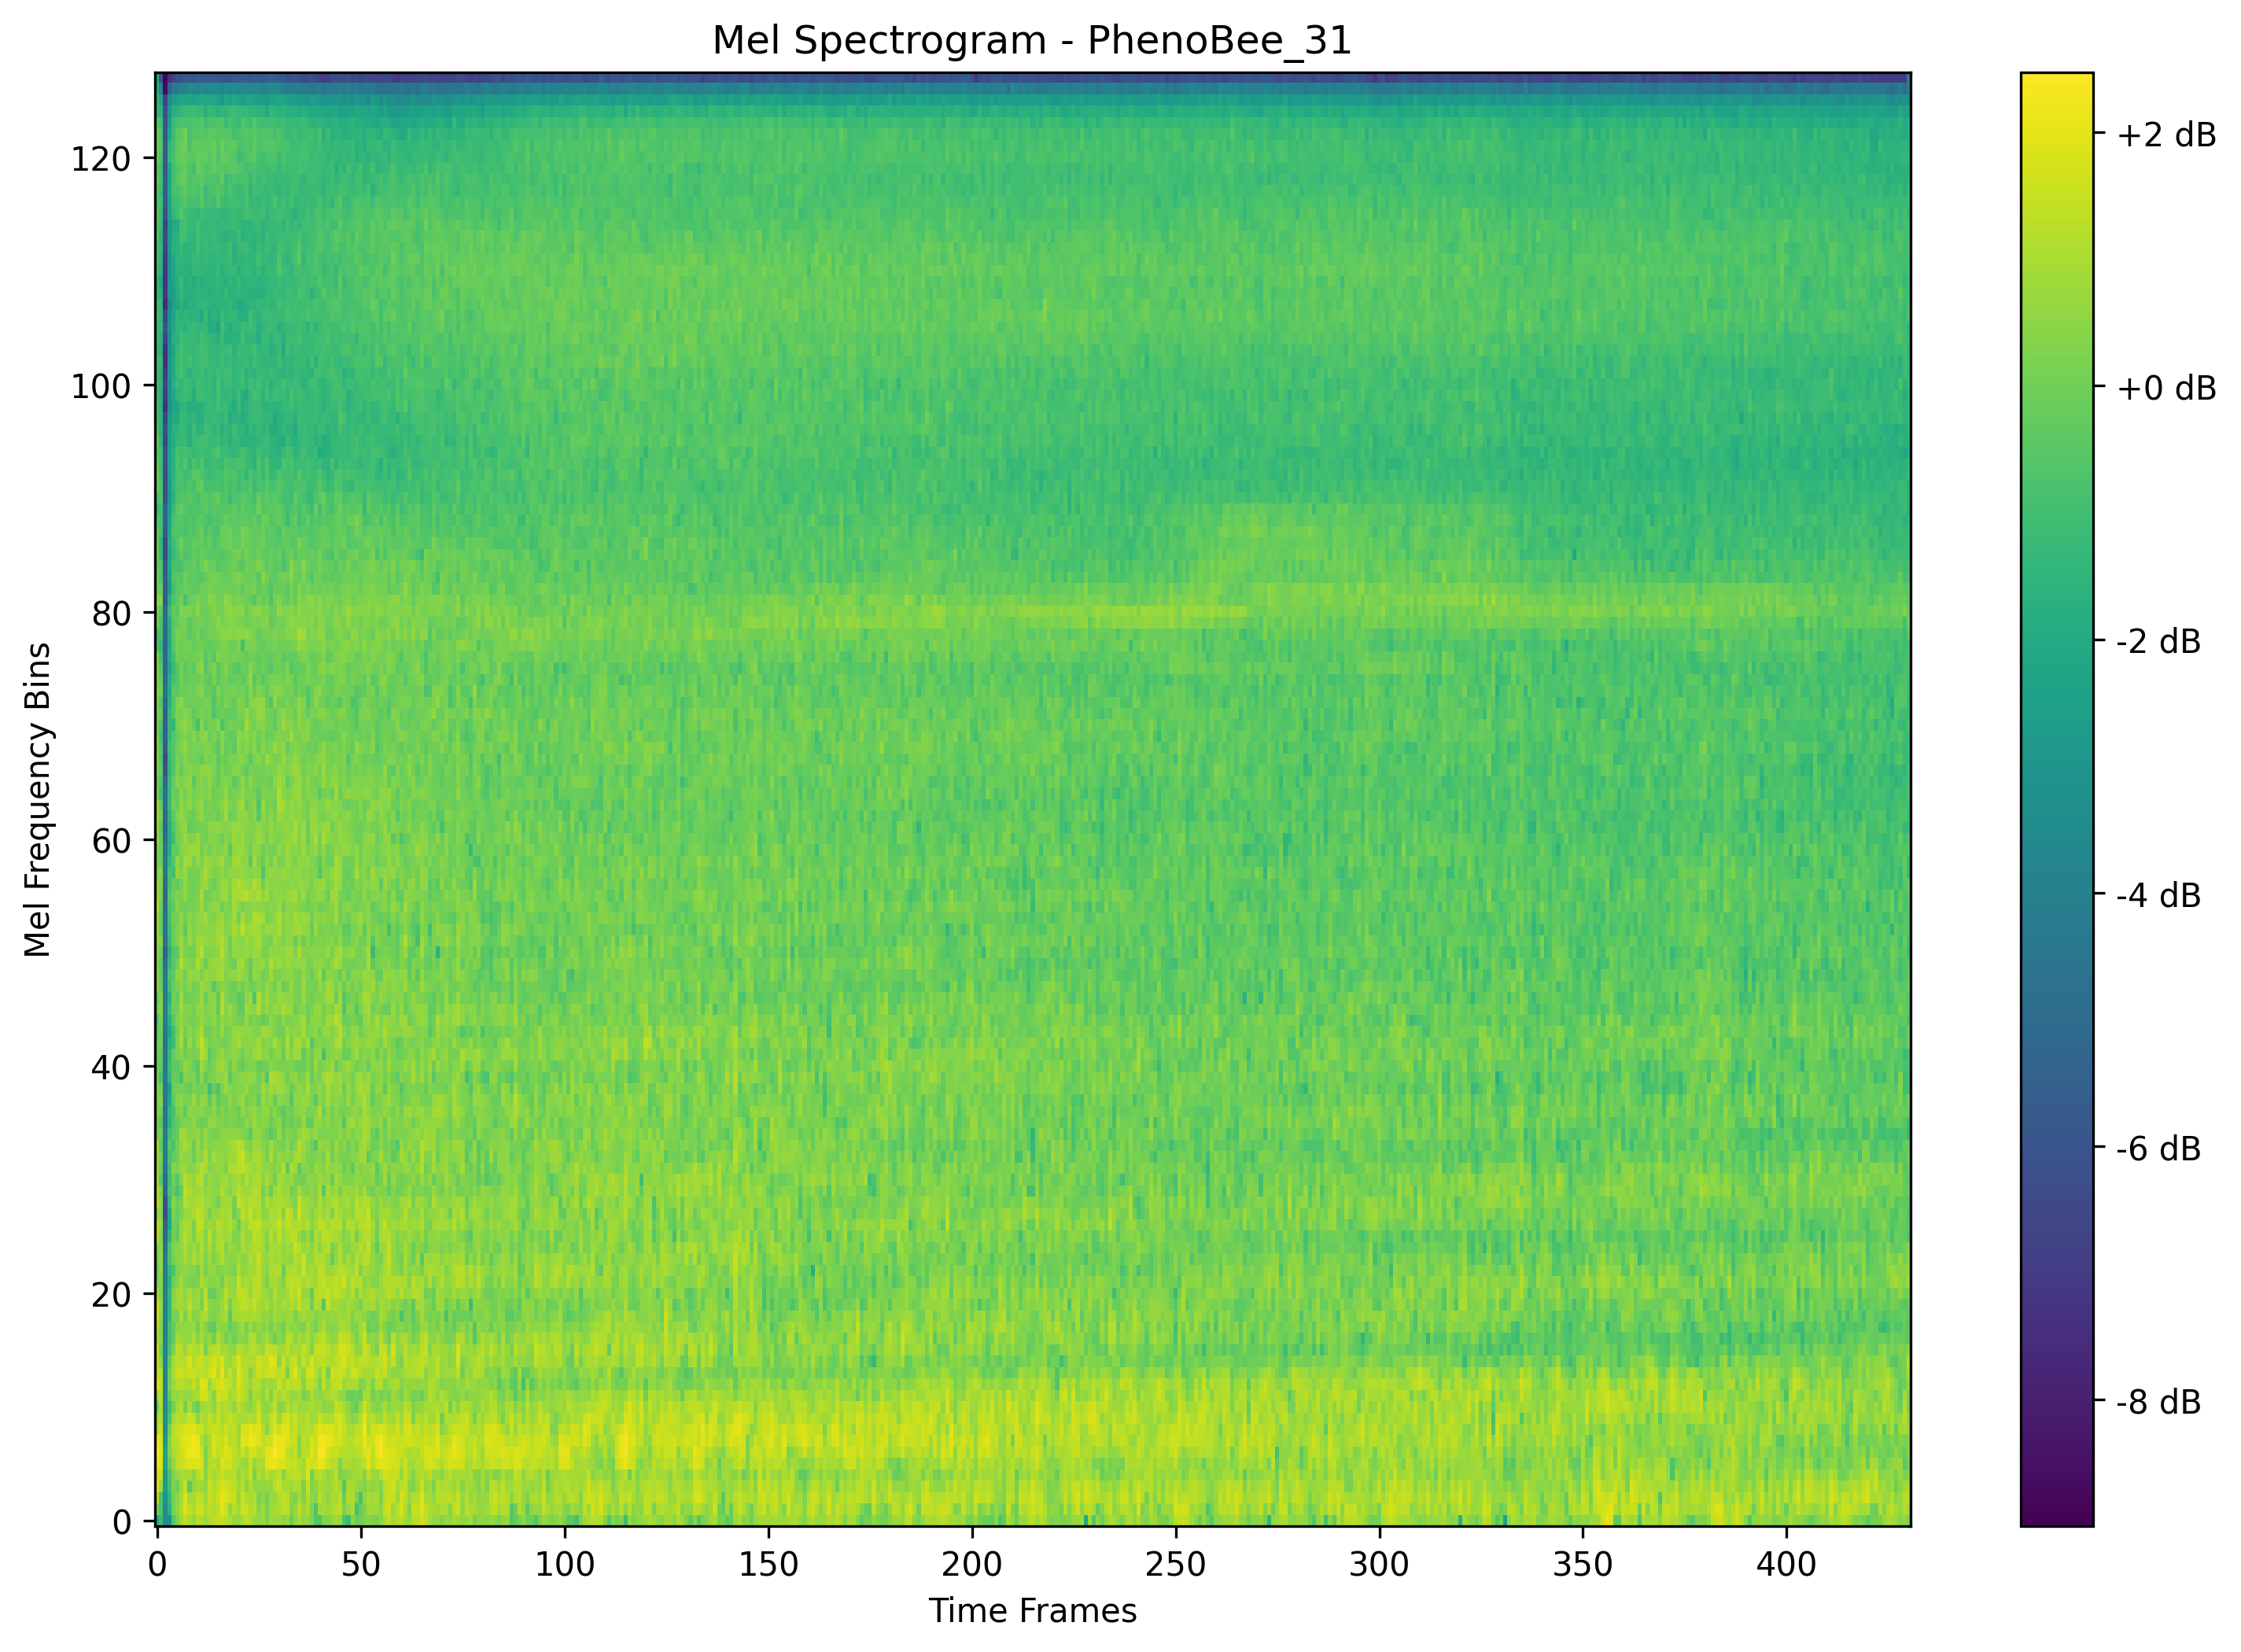 Mel Spectrogram - PhenoBee_31
120
100
80
60
40
20
0
Mel Frequency Bins
0 50 100 150 200 250 300 350 400
Time Frames
+2 dB
+0 dB
-2 dB
-4 dB
-6 dB
-8 dB